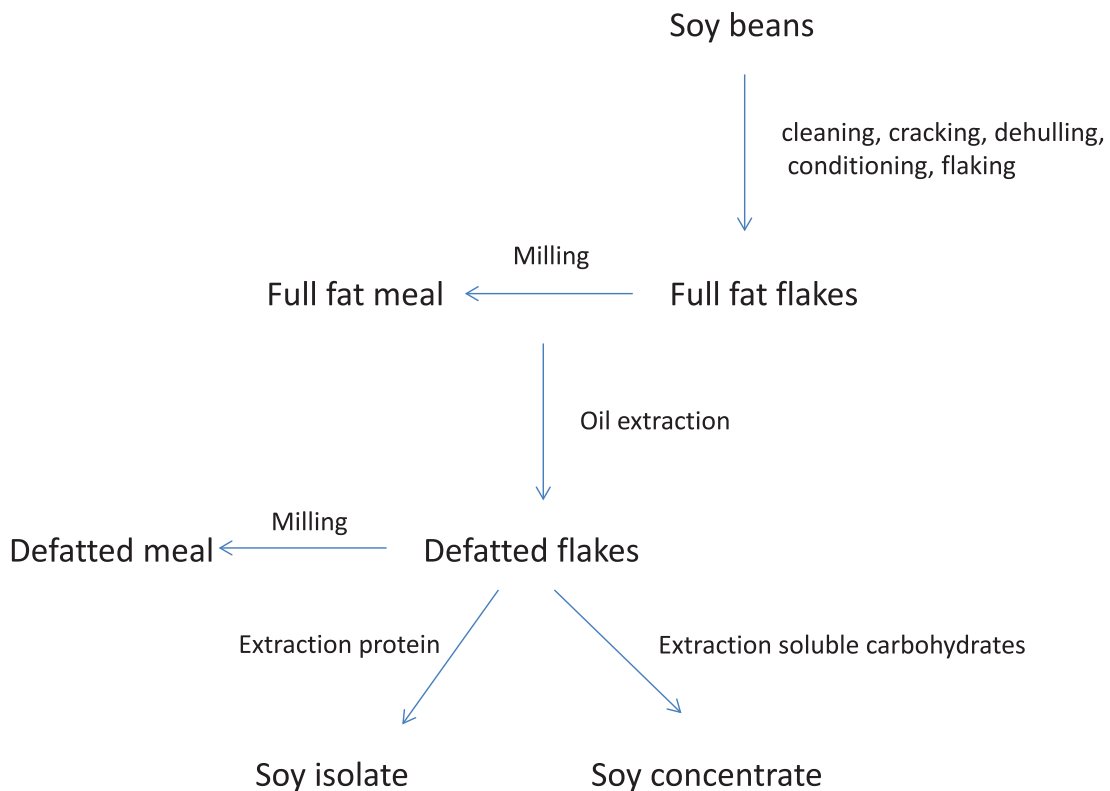 Soy beans
cleaning, cracking, dehulling,
conditioning, flaking
Milling
Full fat meal
Full fat flakes
Oil extraction
Milling
Defatted meal
Defatted flakes
Extraction protein
Extraction soluble carbohydrates
Soy isolate
Soy concentrate